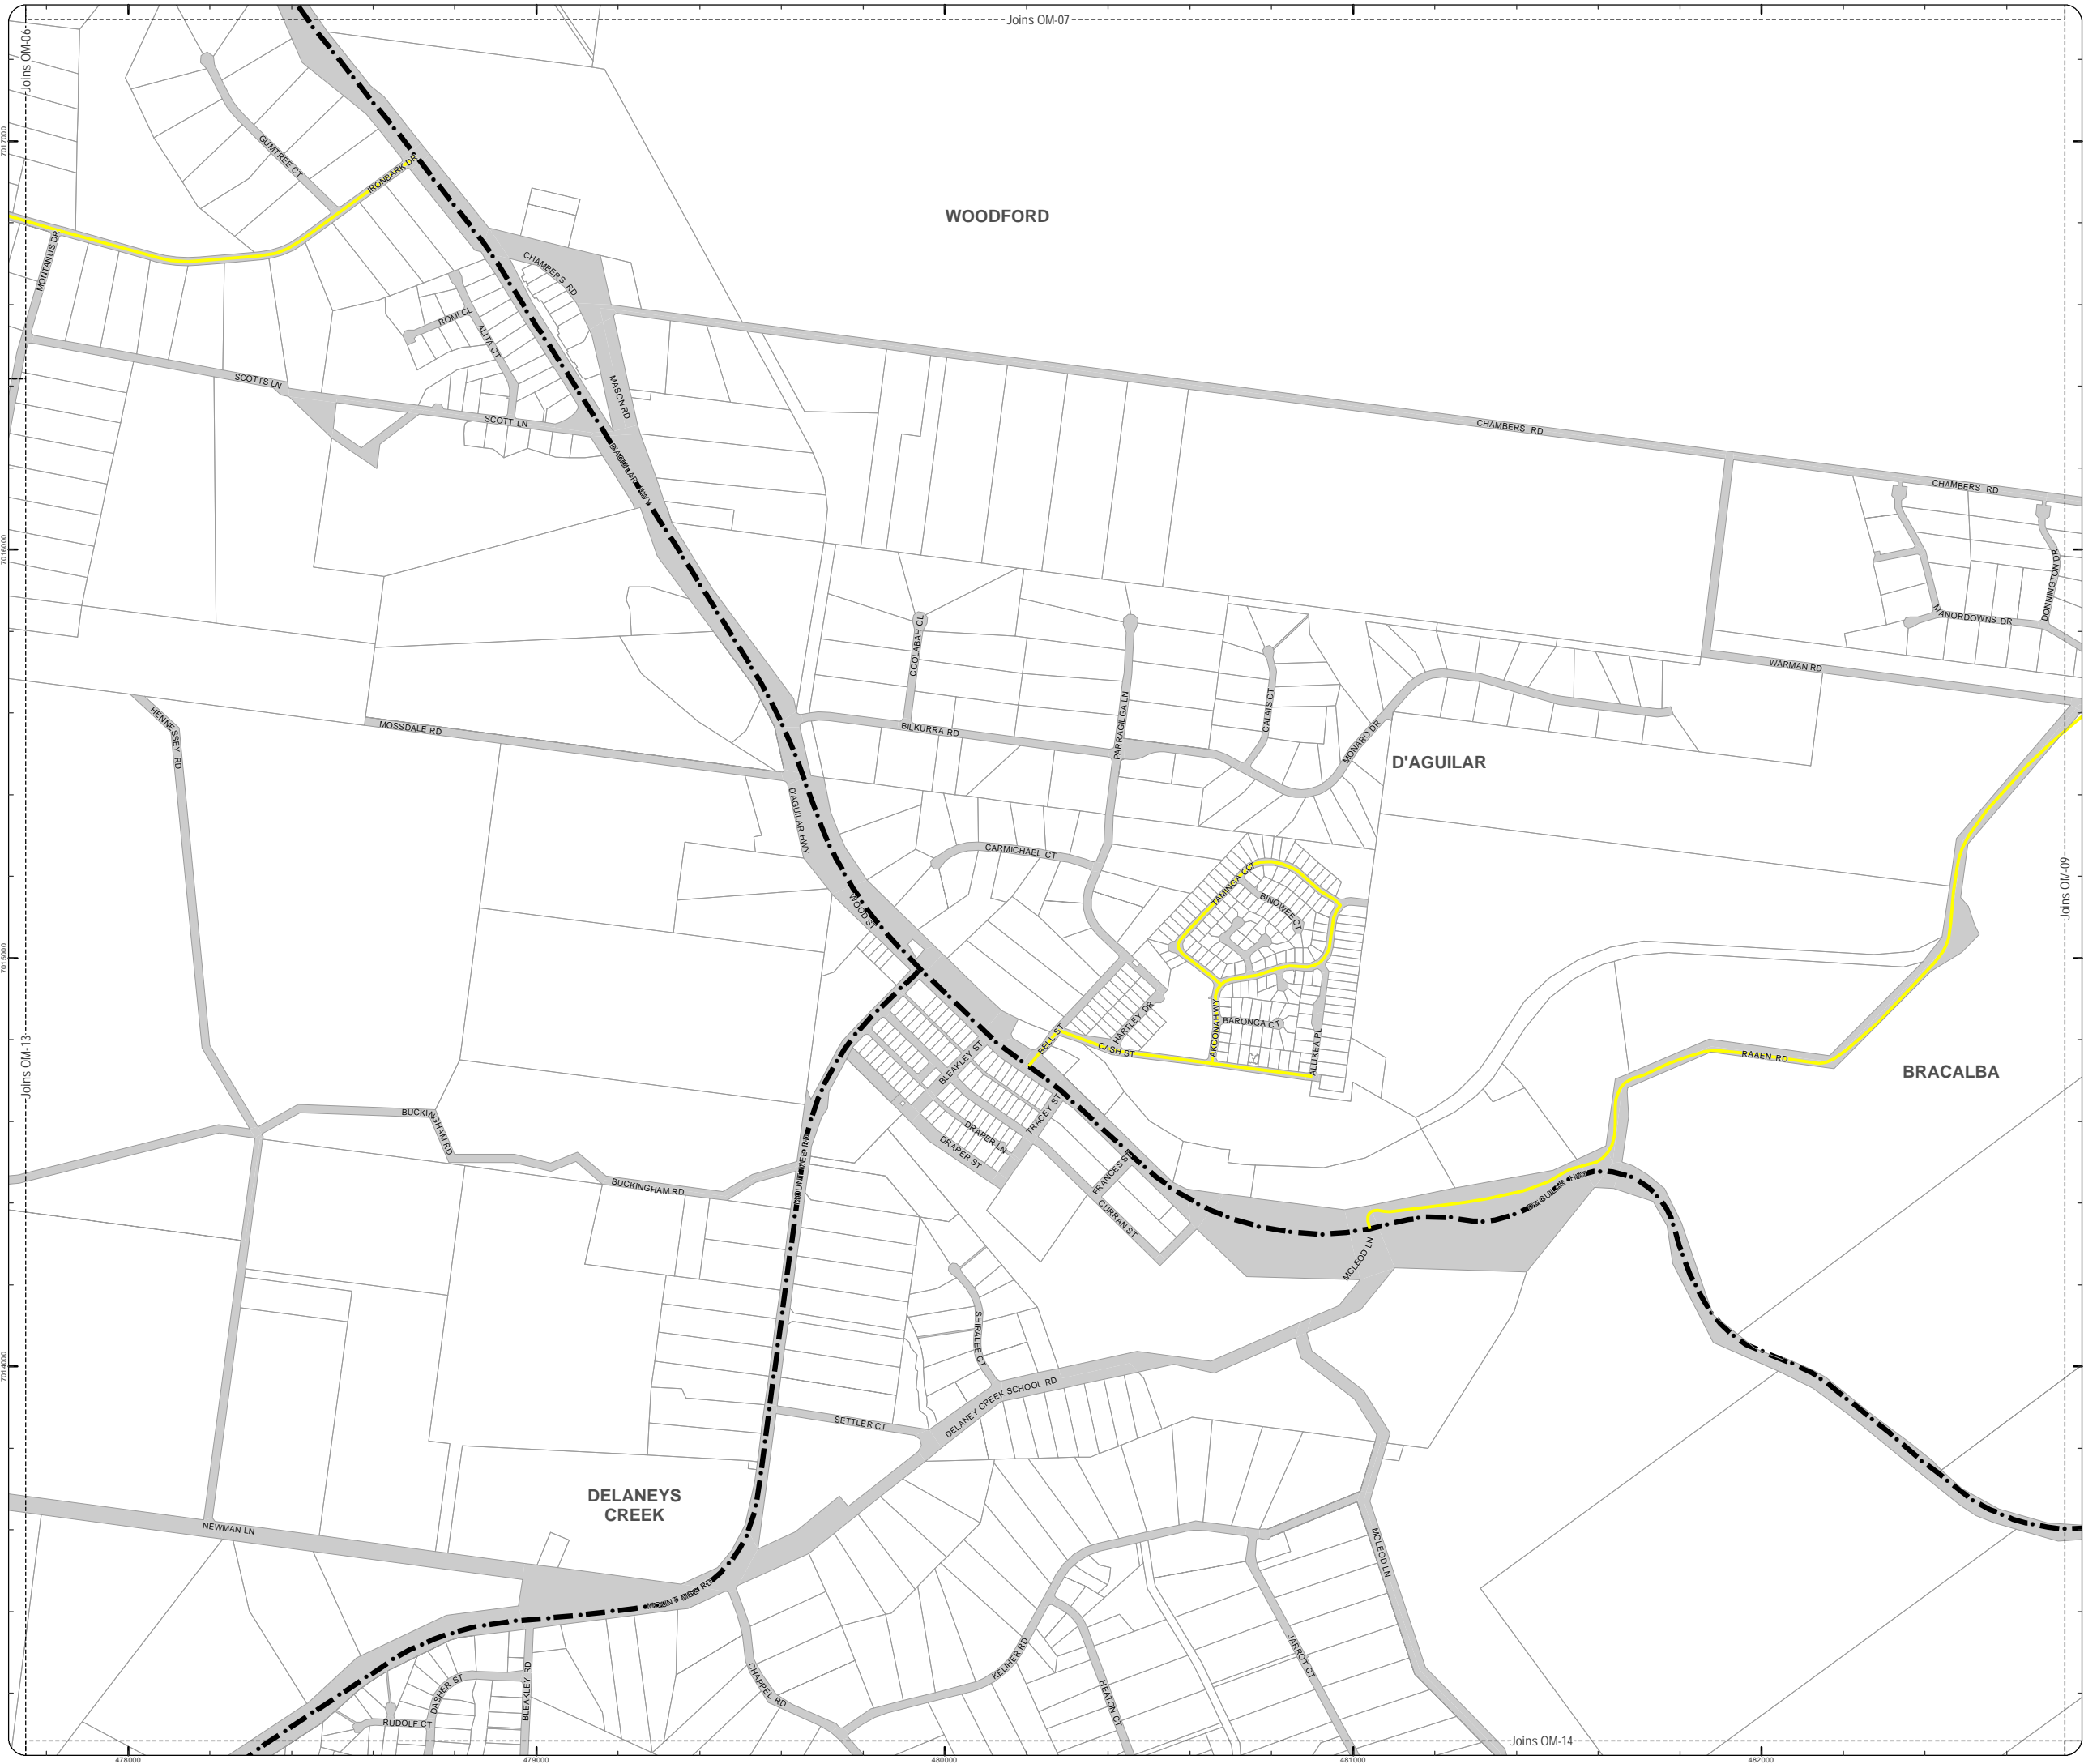 Joins OM-07
Joins OM-06
7017000
GUMTREE CT
IRONBARK DR
WOODFORD
MONTANUS DR
CHAMBERS RD
ROMI CL
ALITA CT
SCOTTS LN
MASON RD
SCOTT LN
CHAMBERS RD
CHAMBERS RD
7016000
DONNINGTON DR
MANORDOWNS DR
COOLABAH CL
WARMAN RD
PARRAGILGA LN
CALAIS CT
HENNESSEY RD
MOSSDALE RD
BILKURRA RD
MONARO DR
D'AGUILAR
D'AGUILAR HWY
CARMICHAEL CT
TAMINGA CCT
BINOWEE CT
WOOD ST
Joins OM-09
7015000
HARTLEY DR
AKOONAH WY
BARONGA CT
BELL ST
CASH ST
ALUKEA PL
RAAEN RD
BRACALBA
BLEAKLEY ST
Joins OM-13
BUCKINGHAM RD
TRACEY ST
DRAPER LN
DRAPER ST
FRANCES ST
BUCKINGHAM RD
CURRAN ST
MCLEOD LN
SHIRALEE CT
7014000
DELANEY CREEK SCHOOL RD
SETTLER CT
DELANEYS
CREEK
NEWMAN LN
MCLEOD LN
KELIHER RD
JARROT CT
CHAPPEL RD
HEATON CT
DASHER ST
BLEAKLEY RD
RUDOLF CT
Joins OM-14
478000
479000
480000
481000
482000